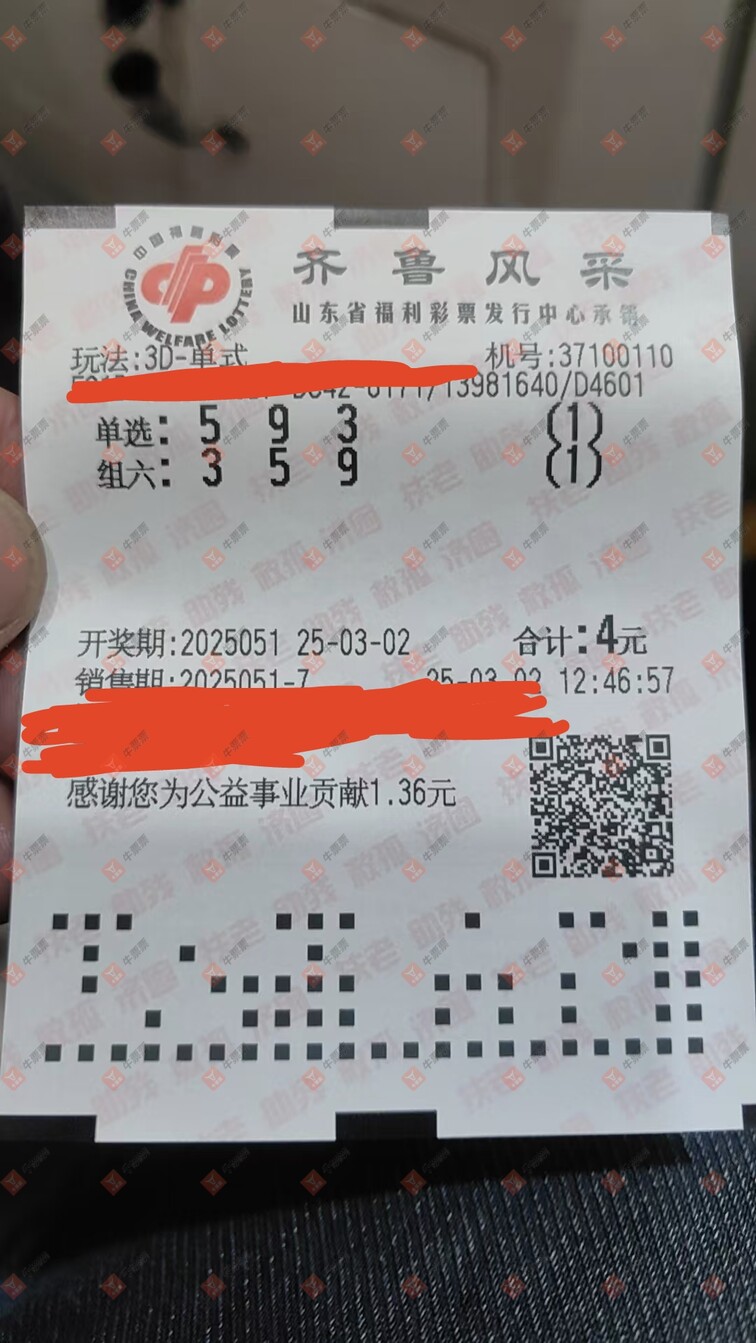 中国福利彩票
CHINA WELFARE LOTTERY
齐鲁风采
山东省福利彩票发行中心承销
玩法:3D-单式 机号:37100110
/13981640/D4601
单选: 5 9 3 (1)
组六: 3 5 9 (1)
开奖期:2025051 25-03-02 合计:4元
销售期:2025051-7 25-03-02 12:46:57
感谢您为公益事业贡献1.36元